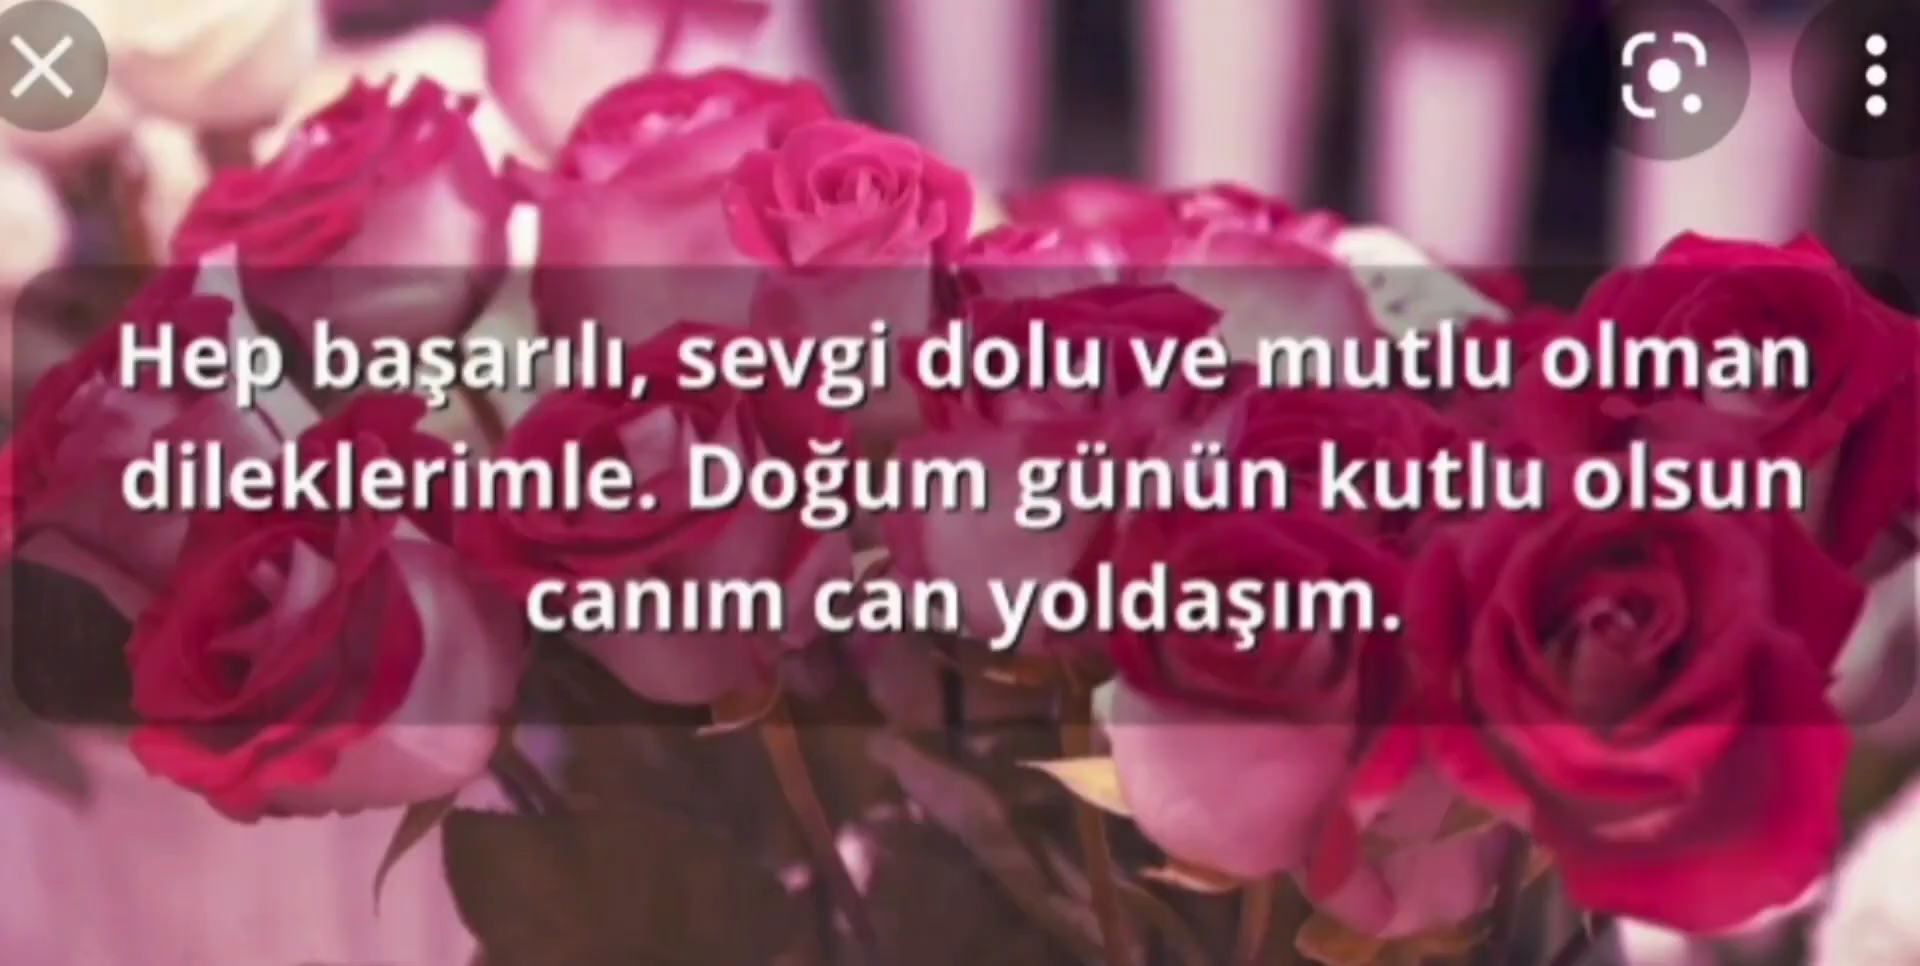 Hep başarılı, sevgi dolu ve mutlu olman
dileklerimle. Doğum günün kutlu olsun
canım can yoldaşım.